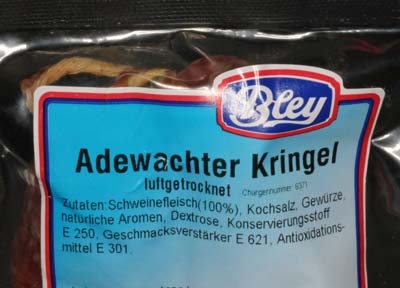 Bley
Adewachter Kringel
luftgetrocknet Chargennummer: 6371
Zutaten:Schweinefleisch(100%), Kochsalz, Gewürze,
natürliche Aromen, Dextrose, Konservierungsstoff
E 250, Geschmacksverstärker E 621, Antioxidations-
mittel E 301.